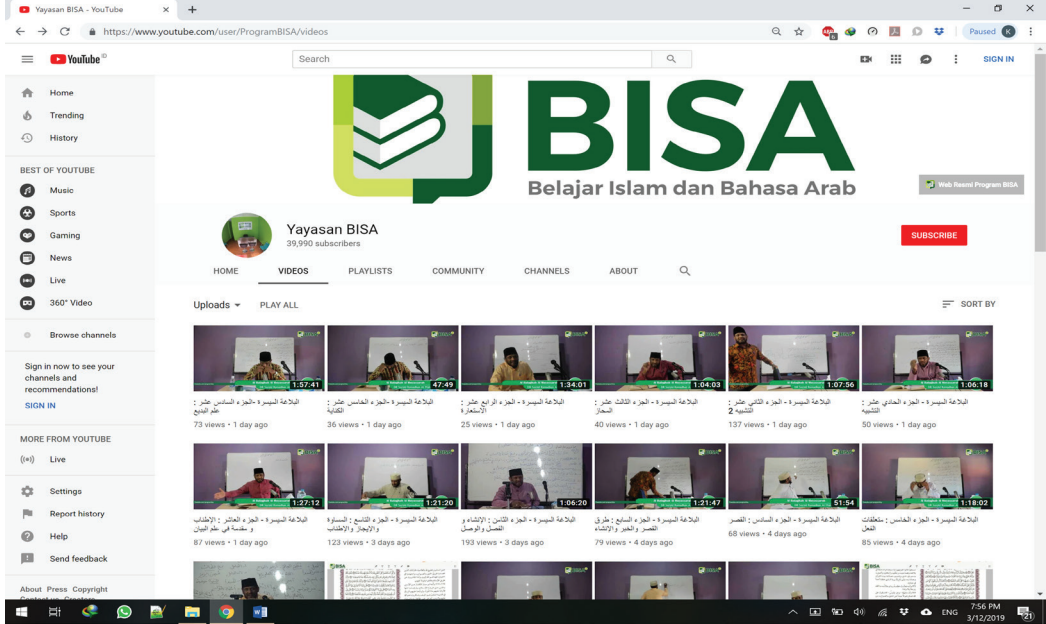 Yayasan BISA - YouTube
https://www.youtube.com/user/ProgramBISA/videos
Paused K
YouTube ID
Search
SIGN IN
Home
Trending
History
BEST OF YOUTUBE
Music
Sports
Gaming
News
Live
360° Video
Browse channels
Sign in now to see your
channels and
recommendations!
SIGN IN
MORE FROM YOUTUBE
Live
Settings
Report history
Help
Send feedback
About Press Copyright
BISA
Belajar Islam dan Bahasa Arab
Web Resmi Program BISA
Yayasan BISA
39,990 subscribers
SUBSCRIBE
HOME VIDEOS PLAYLISTS COMMUNITY CHANNELS ABOUT
Uploads PLAY ALL SORT BY
1:57:41
البلاغة الميسرة -الجزء السادس عشر :
علم البديع
73 views • 1 day ago
47:49
البلاغة الميسرة - الجزء الخامس عشر :
الكناية
36 views • 1 day ago
1:34:01
البلاغة الميسرة - الجزء الرابع عشر :
الاستعارة
25 views • 1 day ago
1:04:03
البلاغة الميسرة - الجزء الثالث عشر :
المجاز
40 views • 1 day ago
1:07:56
البلاغة الميسرة - الجزء الثاني عشر :
التشبيه 2
137 views • 1 day ago
1:06:18
البلاغة الميسرة - الجزء الحادي عشر :
التشبيه
50 views • 1 day ago
1:27:12
البلاغة الميسرة - الجزء العاشر : الإطناب
و مقدمة في علم البيان
87 views • 1 day ago
1:21:20
البلاغة الميسرة - الجزء التاسع : المساواة
والإيجاز والإطناب
123 views • 3 days ago
1:06:20
البلاغة الميسرة - الجزء الثامن : الإنشاء و
الفصل والوصل
193 views • 3 days ago
1:21:47
البلاغة الميسرة - الجزء السابع : طرق
القصر والخبر والإنشاء
79 views • 4 days ago
51:54
البلاغة الميسرة - الجزء السادس : القصر
68 views • 4 days ago
1:18:02
البلاغة الميسرة - الجزء الخامس : متعلقات
الفعل
85 views • 4 days ago
ENG
7:56 PM
3/12/2019